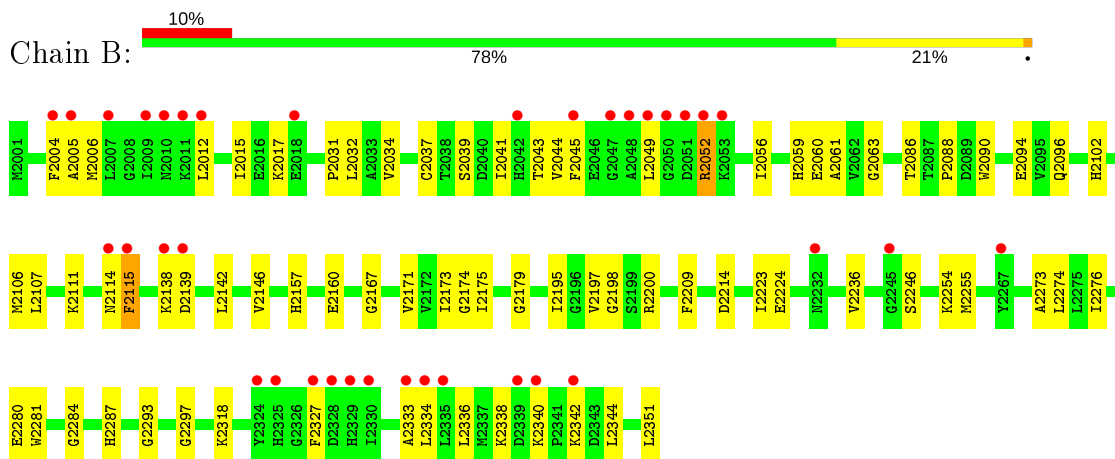 10%
Chain B:
78% 21% •
M2001 F2004 A2005 M2006 L2007 G2008 I2009 N2010 K2011 L2012 I2015 E2016 K2017 E2018 P2031 L2032 A2033 V2034 C2037 T2038 S2039 D2040 I2041 H2042 T2043 V2044 F2045 E2046 G2047 A2048 L2049 G2050 D2051 R2052 K2053 I2056 H2059 E2060 A2061 V2062 G2063 T2086 T2087 P2088 D2089 W2090 E2094 V2095 Q2096 H2102
M2106 L2107 K2111 N2114 F2115 K2138 D2139 L2142 V2146 H2157 E2160 G2167 V2171 V2172 I2173 G2174 I2175 G2179 I2195 G2196 V2197 G2198 S2199 R2200 F2209 D2214 I2223 E2224 N2232 V2236 G2245 S2246 K2254 M2255 Y2267 A2273 L2274 L2275 I2276
E2280 W2281 G2284 H2287 G2293 G2297 K2318 Y2324 H2325 G2326 F2327 D2328 H2329 I2330 A2333 L2334 L2335 L2336 M2337 K2338 D2339 K2340 P2341 K2342 D2343 L2344 L2351